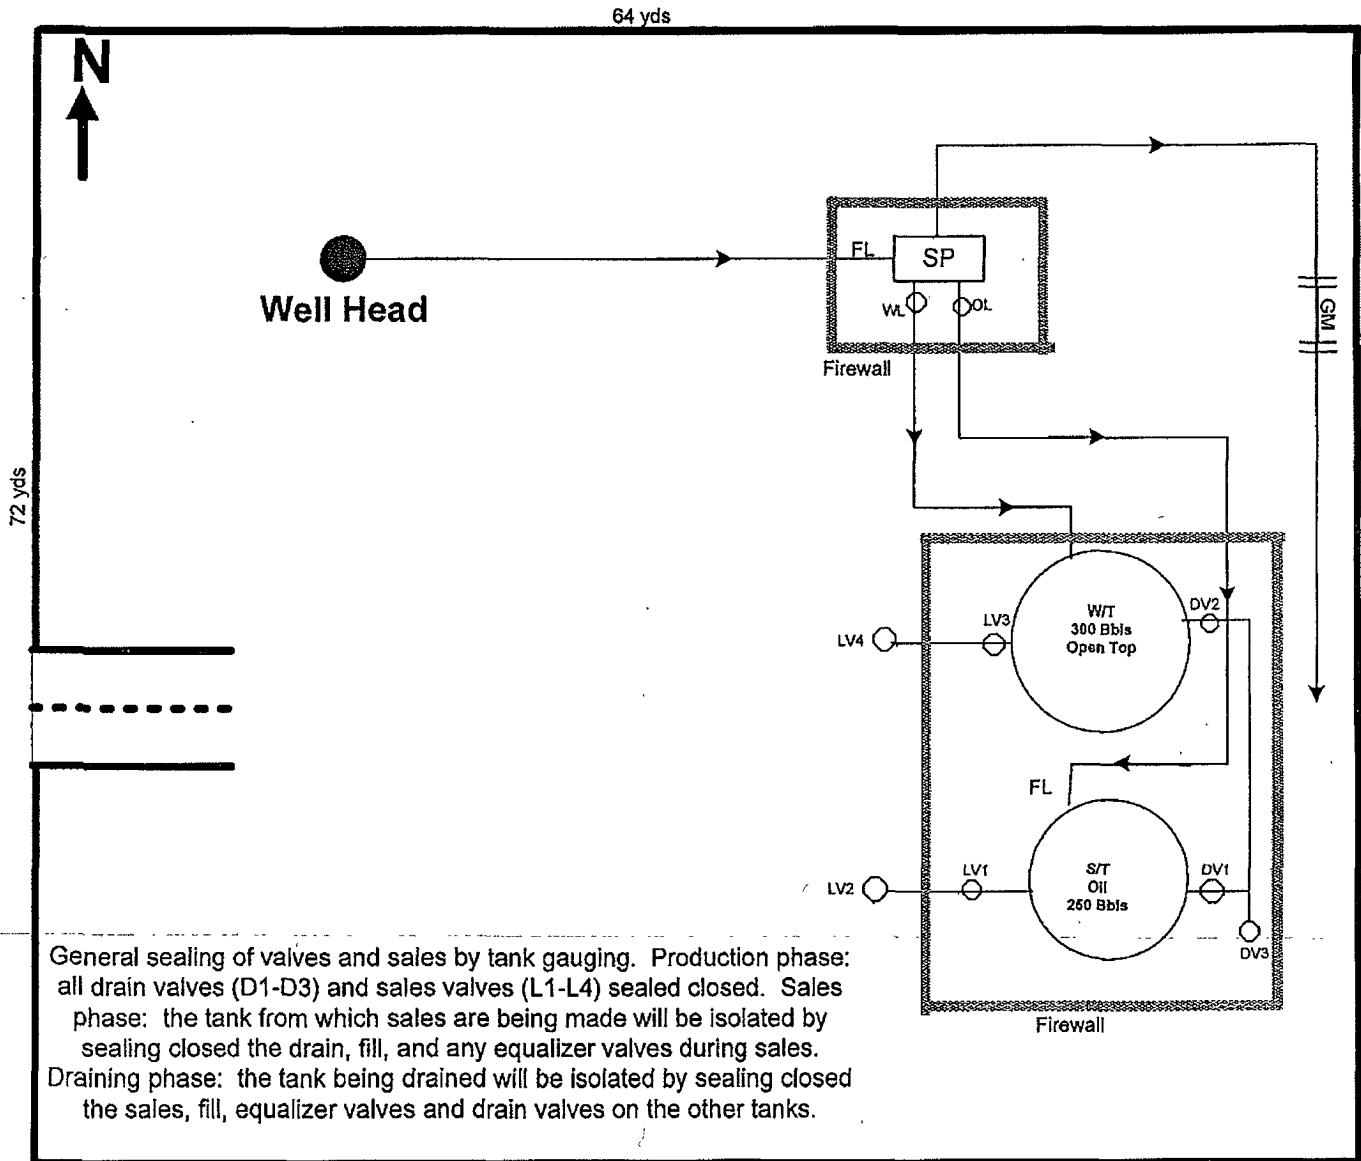 64 yds
N
FL
SP
Well Head
WL
OL
GM
Firewall
72 yds
W/T
300 Bbls
Open Top
DV2
LV3
LV4
FL
S/T
Oil
250 Bbls
LV1
LV2
DV1
DV3
Firewall
General sealing of valves and sales by tank gauging. Production phase:
all drain valves (D1-D3) and sales valves (L1-L4) sealed closed. Sales
phase: the tank from which sales are being made will be isolated by
sealing closed the drain, fill, and any equalizer valves during sales.
Draining phase: the tank being drained will be isolated by sealing closed
the sales, fill, equalizer valves and drain valves on the other tanks.